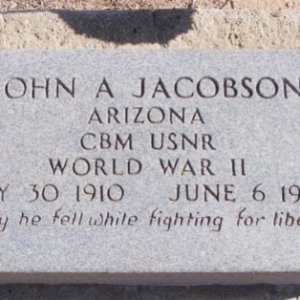 OHN A JACOBSON
ARIZONA
CBM USNR
WORLD WAR II
Y 30 1910 JUNE 6 19
he fell while fighting for libe